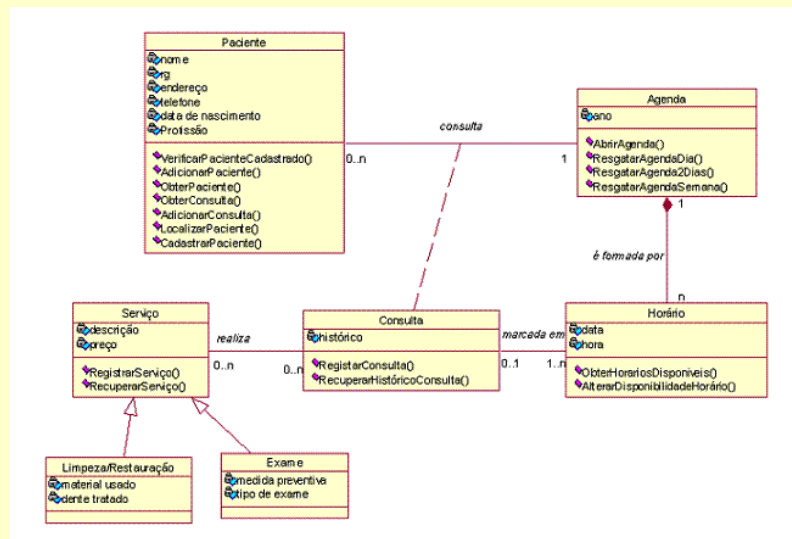 Paciente
nome
rg
endereço
telefone
data de nascimento
Profissão
VerificarPacienteCadastrado()
AdicionarPaciente()
ObterPaciente()
ObterConsulta()
AdicionarConsulta()
LocalizarPaciente()
CadastrarPaciente()
consulta
0..n
1
Agenda
ano
AbrirAgenda()
ResgatarAgendaDia()
ResgatarAgenda2Dias()
ResgatarAgendaSemana()
1
é formada por
n
Serviço
descrição
preço
RegistrarServiço()
RecuperarServiço()
realiza
0..n
0..n
Consulta
histórico
RegistarConsulta()
RecuperarHistóricoConsulta()
marcada em
0..1
1..n
Horário
data
hora
ObterHorariosDisponiveis()
AlterarDisponibilidadeHorário()
Limpeza/Restauração
material usado
dente tratado
Exame
medida preventiva
tipo de exame